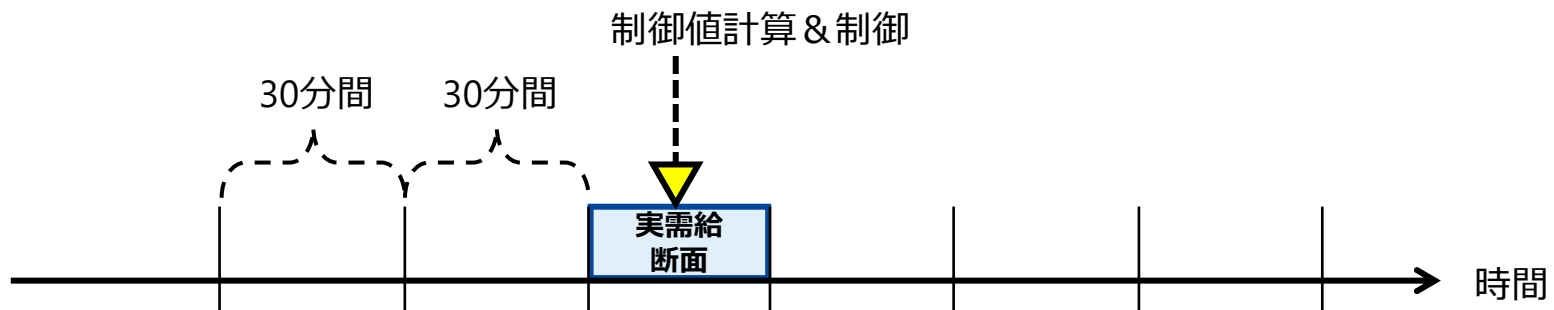 制御値計算＆制御
30分間
30分間
実需給
断面
時間